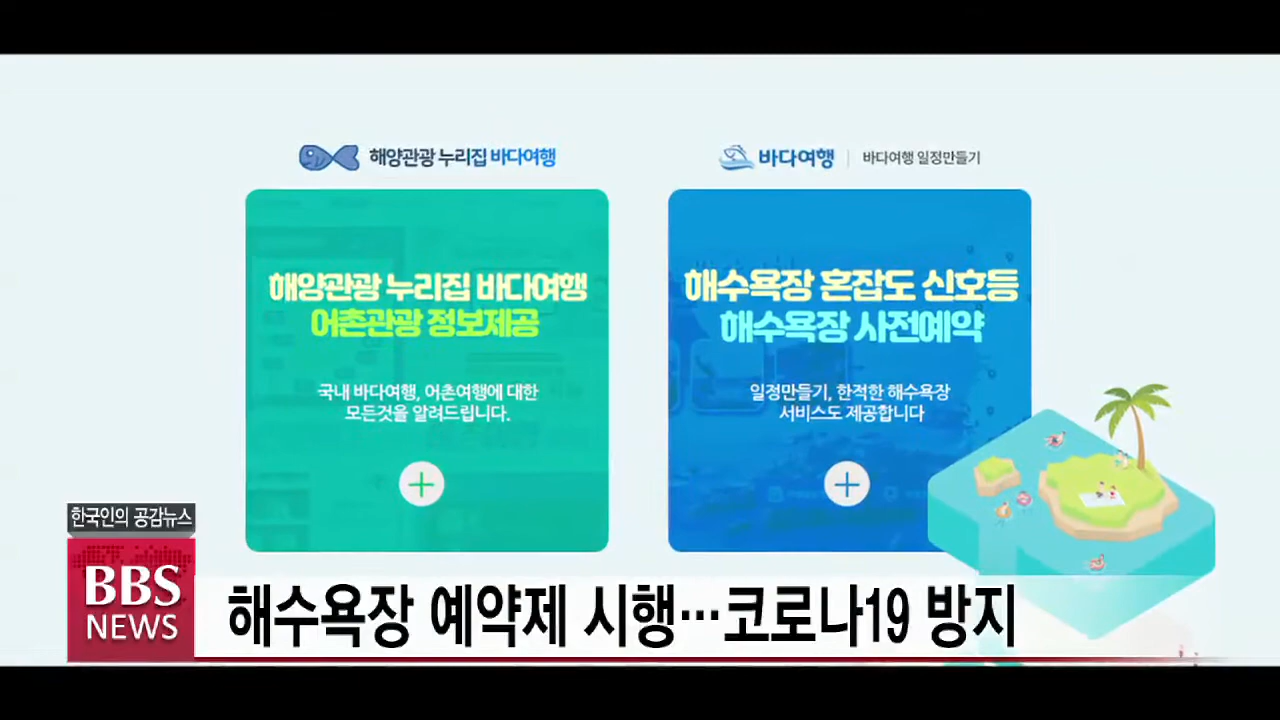 해양관광 누리집 바다여행
해양관광 누리집 바다여행
어촌관광 정보제공
국내 바다여행, 어촌여행에 대한
모든것을 알려드립니다.
바다여행 | 바다여행 일정만들기
해수욕장 혼잡도 신호등
해수욕장 사전예약
일정만들기, 한적한 해수욕장
서비스도 제공합니다
한국인의 공감뉴스
BBS
NEWS
해수욕장 예약제 시행…코로나19 방지